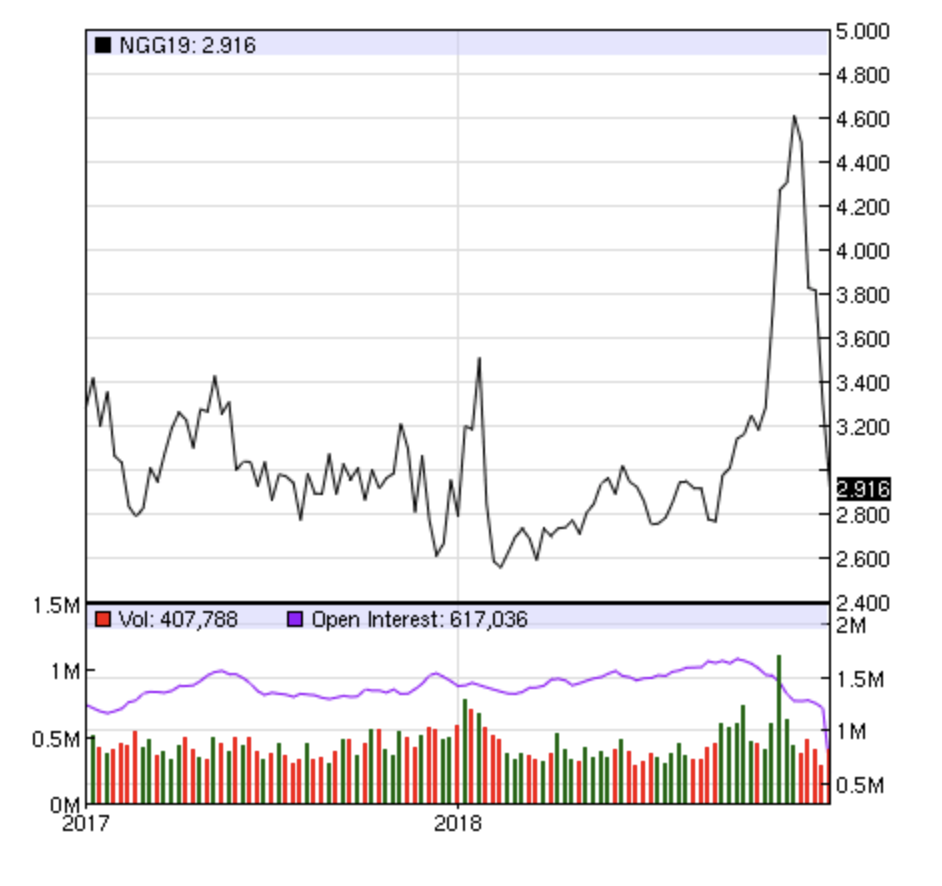 NGG19: 2.916
5.000
4.800
4.600
4.400
4.200
4.000
3.800
3.600
3.400
3.200
2.916
2.800
2.600
2.400
Vol: 407,788 Open Interest: 617,036
1.5M
1M
0.5M
0M
2M
1.5M
1M
0.5M
2017 2018